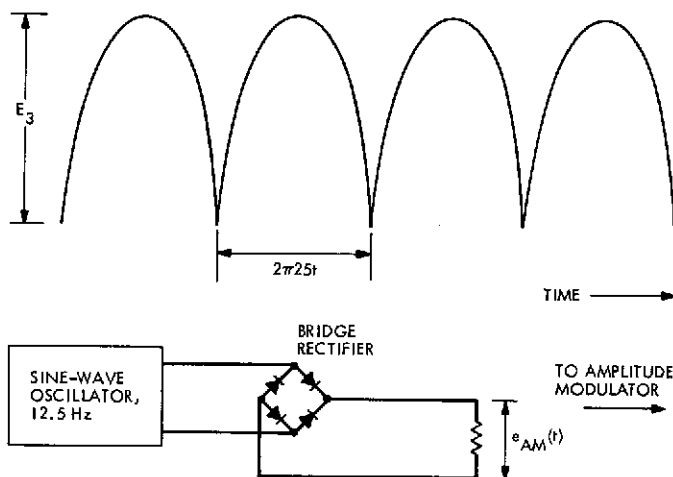 E3
2π25t
TIME
BRIDGE
RECTIFIER
SINE-WAVE
OSCILLATOR,
12.5 Hz
TO AMPLITUDE
MODULATOR
eAM(t)